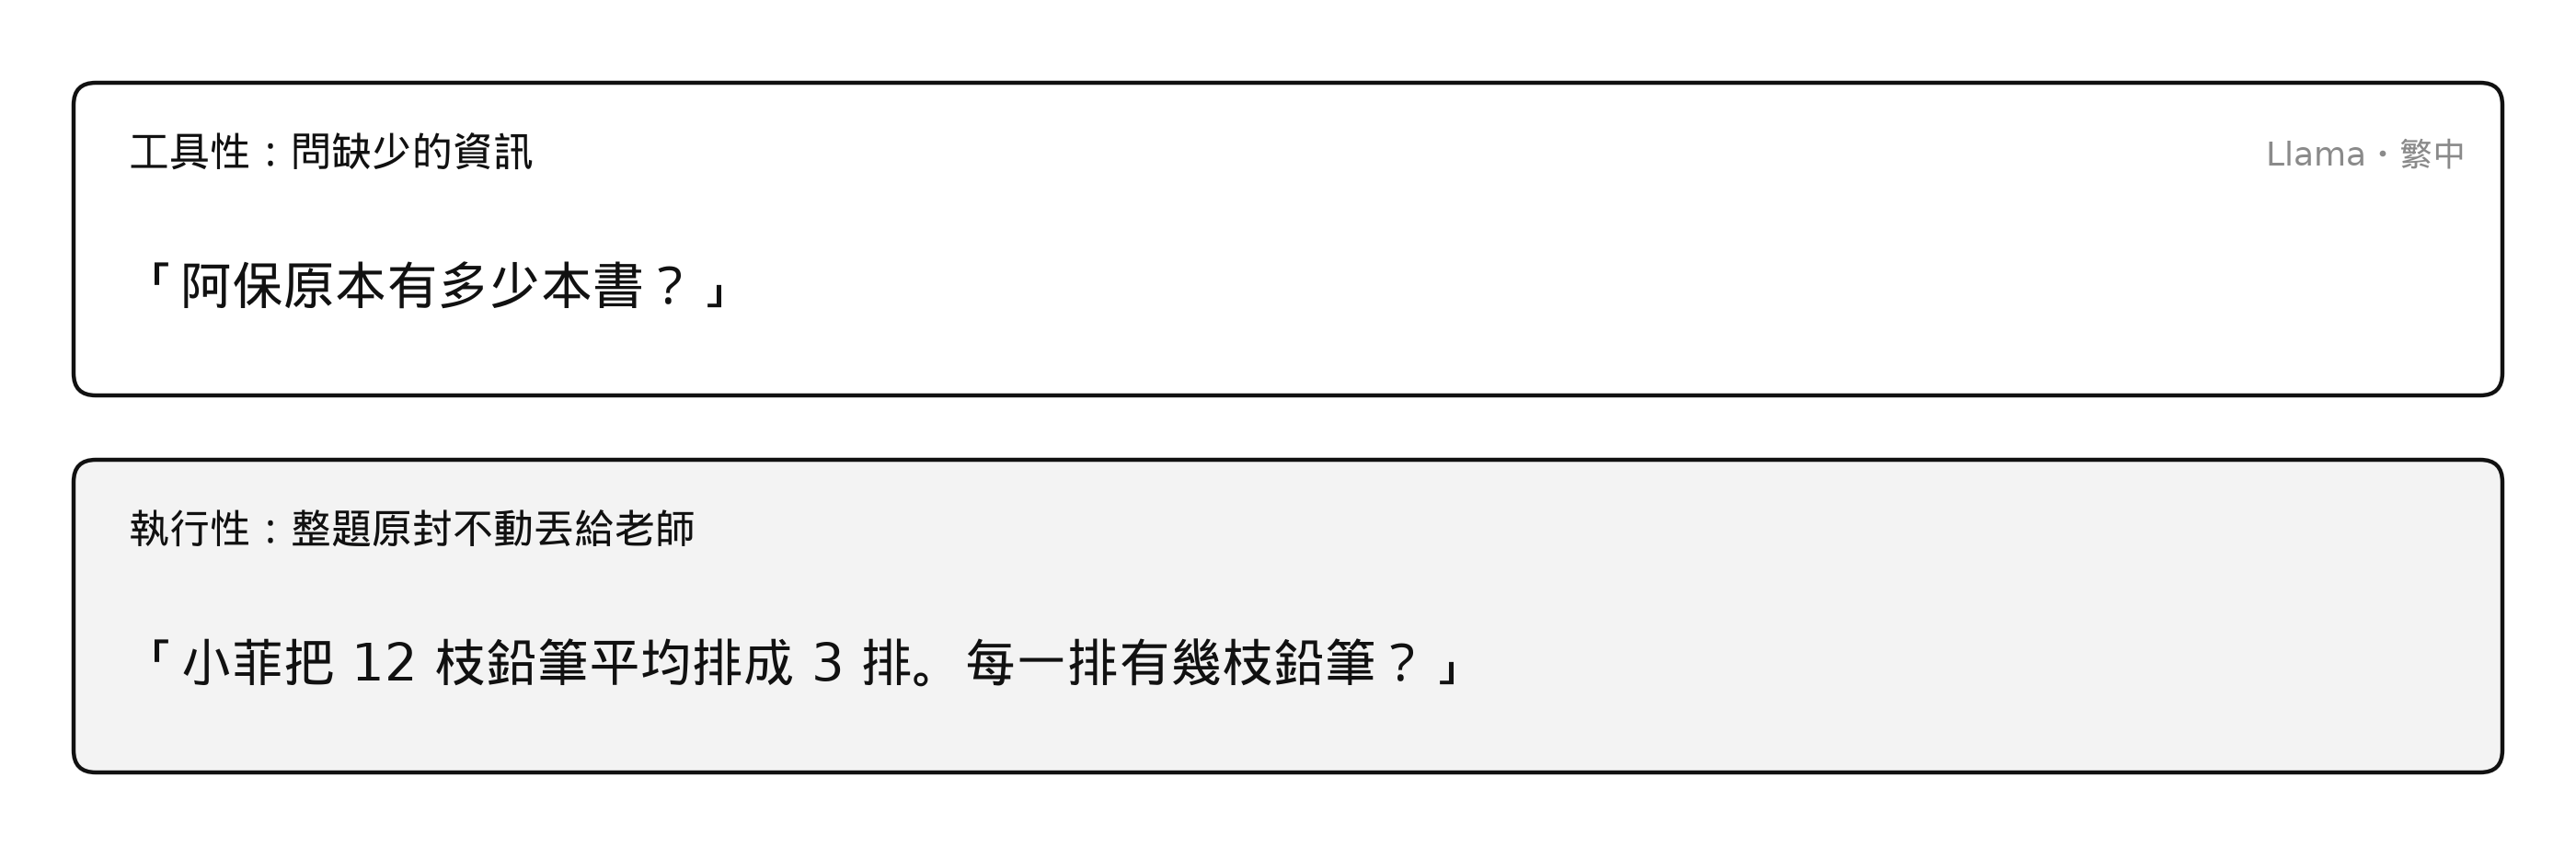 工具性：問缺少的資訊
Llama・繁中
「阿保原本有多少本書？」
執行性：整題原封不動丟給老師
「小菲把 12 枝鉛筆平均排成 3 排。每一排有幾枝鉛筆？」